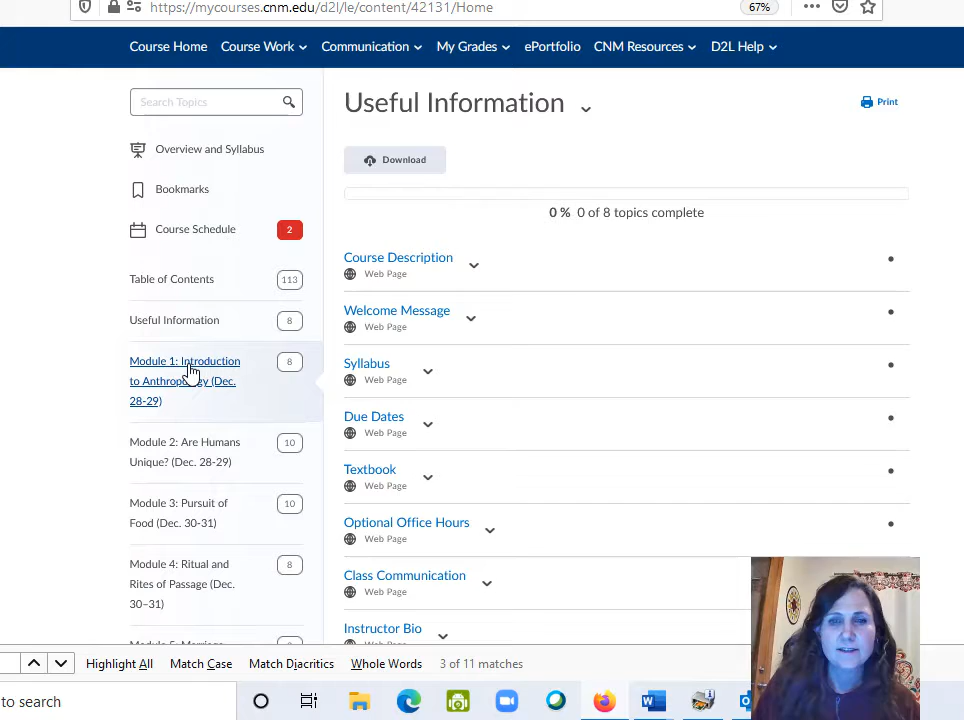 https://mycourses.cnm.edu/d2l/le/content/42131/Home
67%
Course Home Course Work Communication My Grades ePortfolio CNM Resources D2L Help
Search Topics
Overview and Syllabus
Bookmarks
Course Schedule 2
Table of Contents 113
Useful Information 8
Module 1: Introduction 8
to Anthropology (Dec.
28-29)
Module 2: Are Humans 10
Unique? (Dec. 28-29)
Module 3: Pursuit of 10
Food (Dec. 30-31)
Module 4: Ritual and 8
Rites of Passage (Dec.
30–31)
Useful Information
Print
Download
0 % 0 of 8 topics complete
Course Description
Web Page
Welcome Message
Web Page
Syllabus
Web Page
Due Dates
Web Page
Textbook
Web Page
Optional Office Hours
Web Page
Class Communication
Web Page
Instructor Bio
Highlight All Match Case Match Diacritics Whole Words 3 of 11 matches
to search